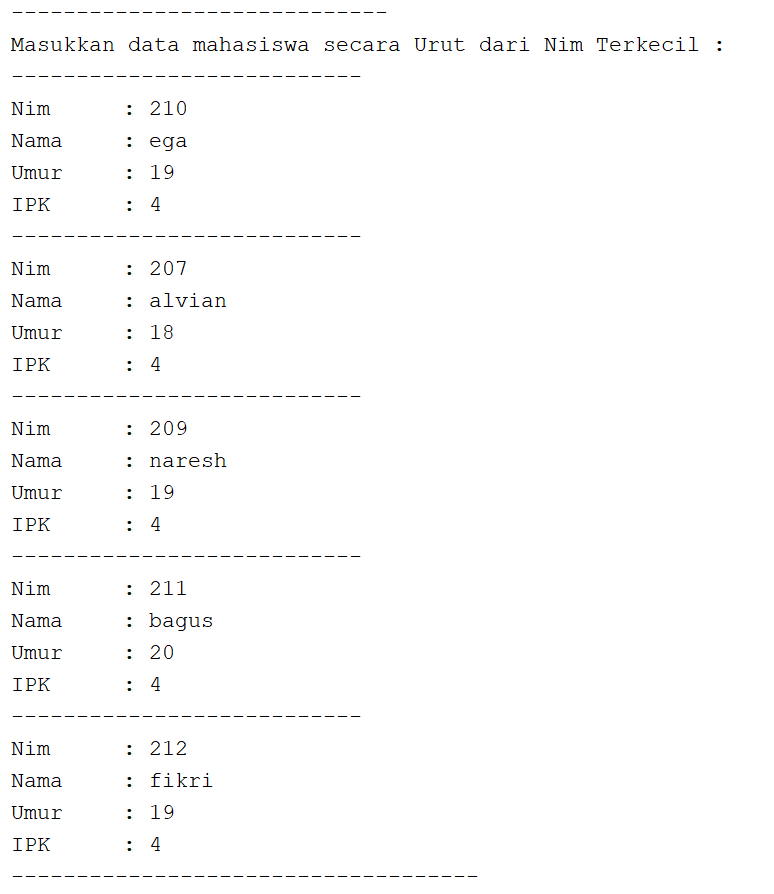 -----------------------------
Masukkan data mahasiswa secara Urut dari Nim Terkecil :
---------------------------
Nim      : 210
Nama     : ega
Umur     : 19
IPK      : 4
---------------------------
Nim      : 207
Nama     : alvian
Umur     : 18
IPK      : 4
---------------------------
Nim      : 209
Nama     : naresh
Umur     : 19
IPK      : 4
---------------------------
Nim      : 211
Nama     : bagus
Umur     : 20
IPK      : 4
---------------------------
Nim      : 212
Nama     : fikri
Umur     : 19
IPK      : 4
------------------------------------